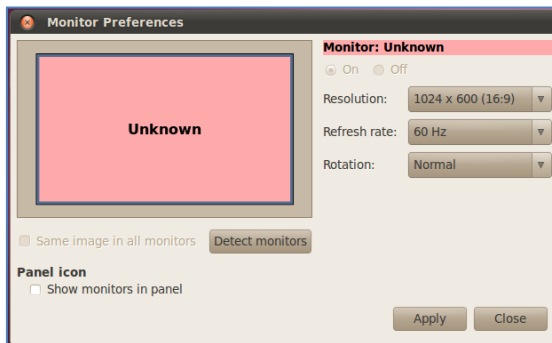 Monitor Preferences
Monitor: Unknown
On Off
Unknown
Resolution: 1024 x 600 (16:9)
Refresh rate: 60 Hz
Rotation: Normal
Same image in all monitors Detect monitors
Panel icon
Show monitors in panel
Apply Close